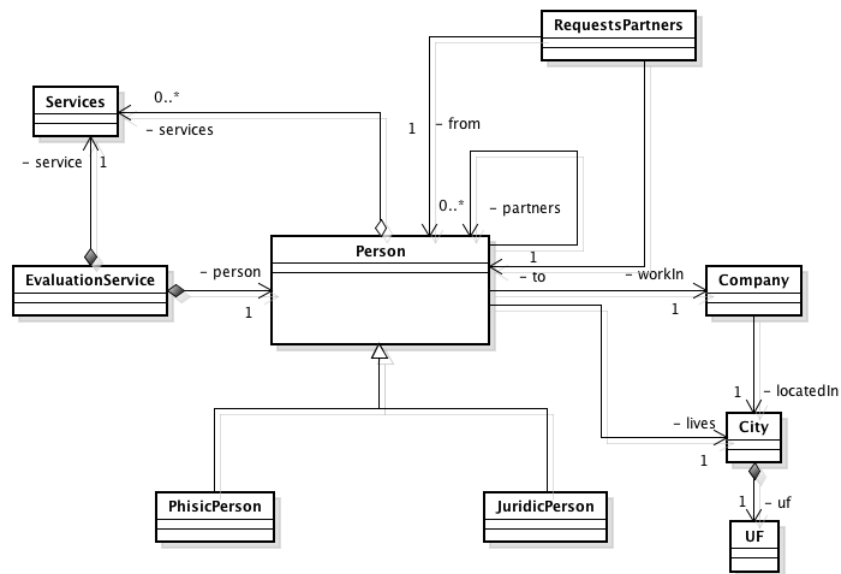 RequestsPartners
Services
0..*
- services
1
- from
- service
1
0..*
- partners
Person
1
- to
EvaluationService
- person
1
- workIn
1
Company
1
- locatedIn
- lives
1
City
1
- uf
UF
PhisicPerson
JuridicPerson